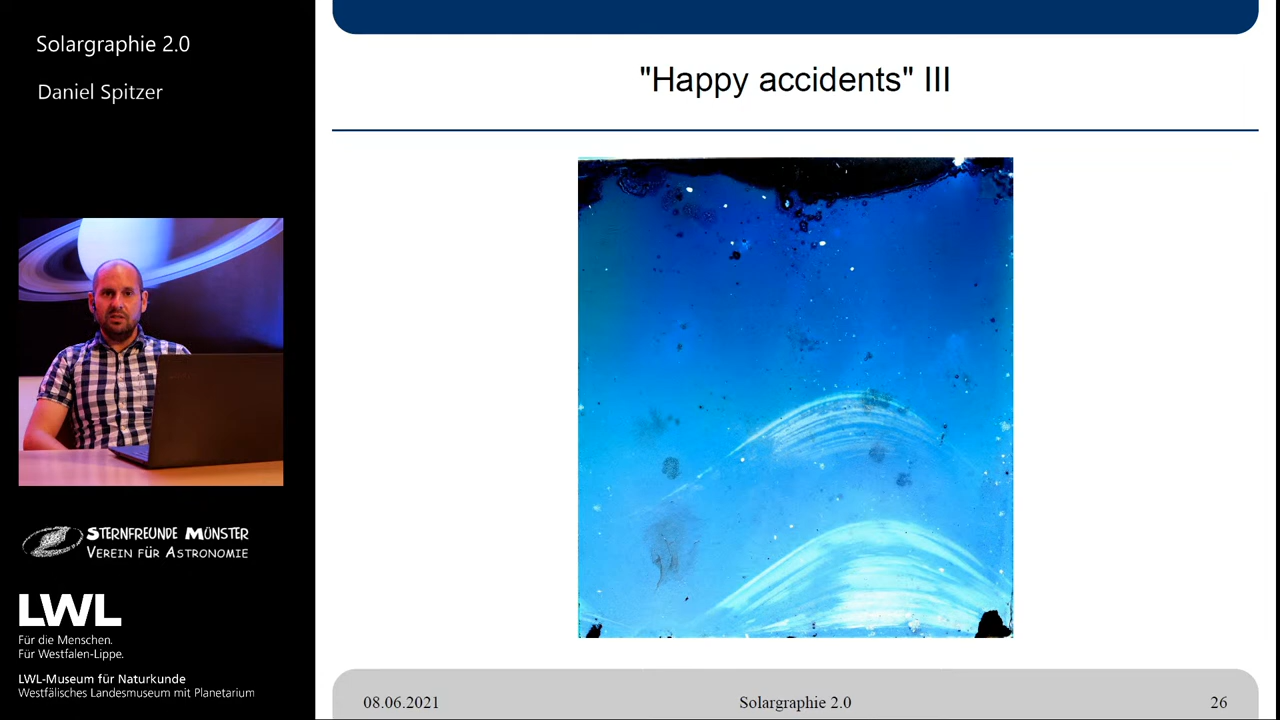 Solargraphie 2.0
Daniel Spitzer
STERNFREUNDE MÜNSTER
VEREIN FÜR ASTRONOMIE
LWL
Für die Menschen.
Für Westfalen-Lippe.
LWL-Museum für Naturkunde
Westfälisches Landesmuseum mit Planetarium
"Happy accidents" III
08.06.2021
Solargraphie 2.0
26